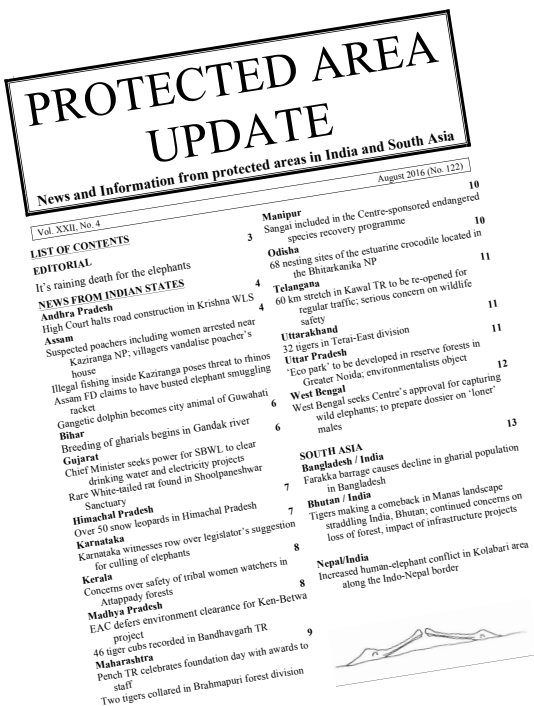 PROTECTED AREA
UPDATE
News and Information from protected areas in India and South Asia
Vol. XXII, No. 4
August 2016 (No. 122)
LIST OF CONTENTS
EDITORIAL 3
It's raining death for the elephants
NEWS FROM INDIAN STATES
Andhra Pradesh 4
High Court halts road construction in Krishna WLS
Assam 4
Suspected poachers including women arrested near
Kaziranga NP; villagers vandalise poacher's
house
Illegal fishing inside Kaziranga poses threat to rhinos
Assam FD claims to have busted elephant smuggling
racket
Gangetic dolphin becomes city animal of Guwahati
Bihar 6
Breeding of gharials begins in Gandak river
Gujarat 6
Chief Minister seeks power for SBWL to clear
drinking water and electricity projects
Rare White-tailed rat found in Shoolpaneshwar
Sanctuary
Himachal Pradesh 7
Over 50 snow leopards in Himachal Pradesh
Karnataka 7
Karnataka witnesses row over legislator's suggestion
for culling of elephants
Kerala 8
Concerns over safety of tribal women watchers in
Attappady forests
Madhya Pradesh 8
EAC defers environment clearance for Ken-Betwa
project
46 tiger cubs recorded in Bandhavgarh TR
Maharashtra 9
Pench TR celebrates foundation day with awards to
staff
Two tigers collared in Brahmapuri forest division
Manipur 10
Sangai included in the Centre-sponsored endangered
species recovery programme
Odisha 10
68 nesting sites of the estuarine crocodile located in
the Bhitarkanika NP
Telangana 11
60 km stretch in Kawal TR to be re-opened for
regular traffic; serious concern on wildlife
safety
Uttarakhand 11
32 tigers in Terai-East division
Uttar Pradesh 11
'Eco park' to be developed in reserve forests in
Greater Noida; environmentalists object
West Bengal 12
West Bengal seeks Centre's approval for capturing
wild elephants; to prepare dossier on 'loner'
males
SOUTH ASIA 13
Bangladesh / India
Farakka barrage causes decline in gharial population
in Bangladesh
Bhutan / India
Tigers making a comeback in Manas landscape
straddling India, Bhutan; continued concerns on
loss of forest, impact of infrastructure projects
Nepal/India
Increased human-elephant conflict in Kolabari area
along the Indo-Nepal border